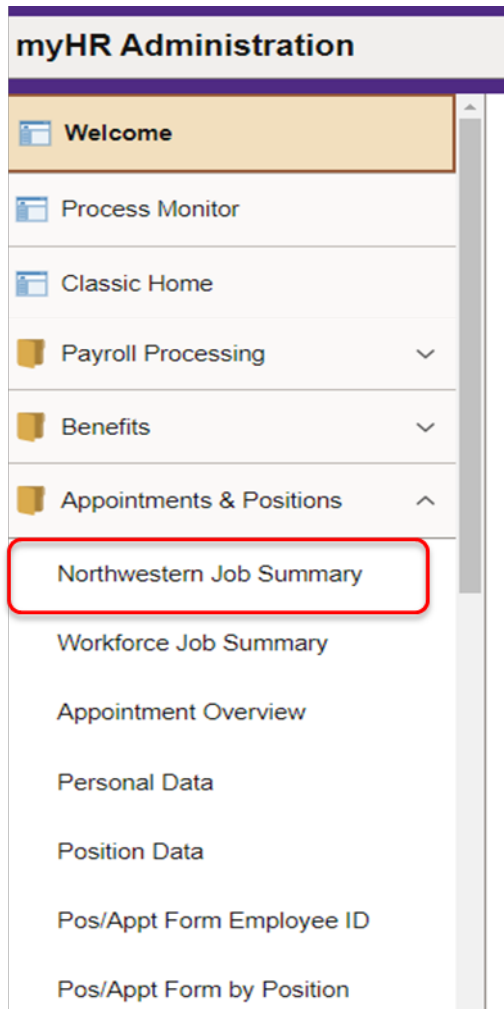 myHR Administration
Welcome
Process Monitor
Classic Home
Payroll Processing
Benefits
Appointments & Positions
Northwestern Job Summary
Workforce Job Summary
Appointment Overview
Personal Data
Position Data
Pos/Appt Form Employee ID
Pos/Appt Form by Position